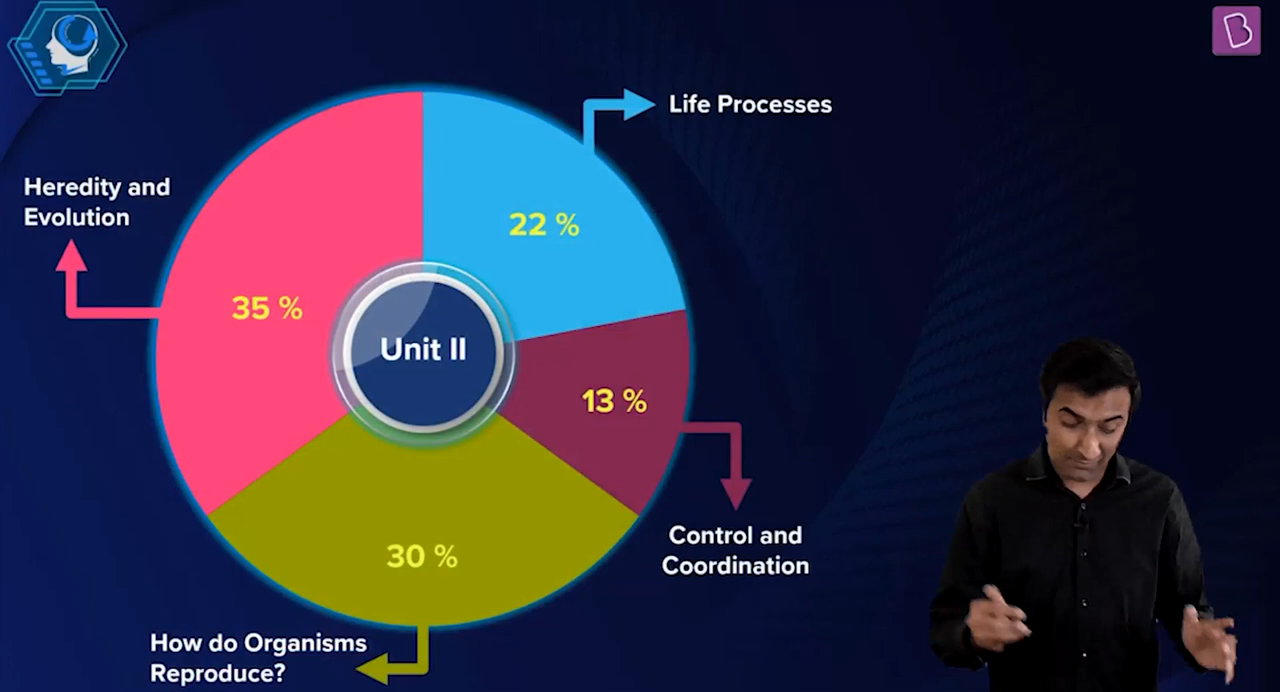 Life Processes
Heredity and
Evolution
22 %
35 %
Unit II
13 %
Control and
Coordination
30 %
How do Organisms
Reproduce?